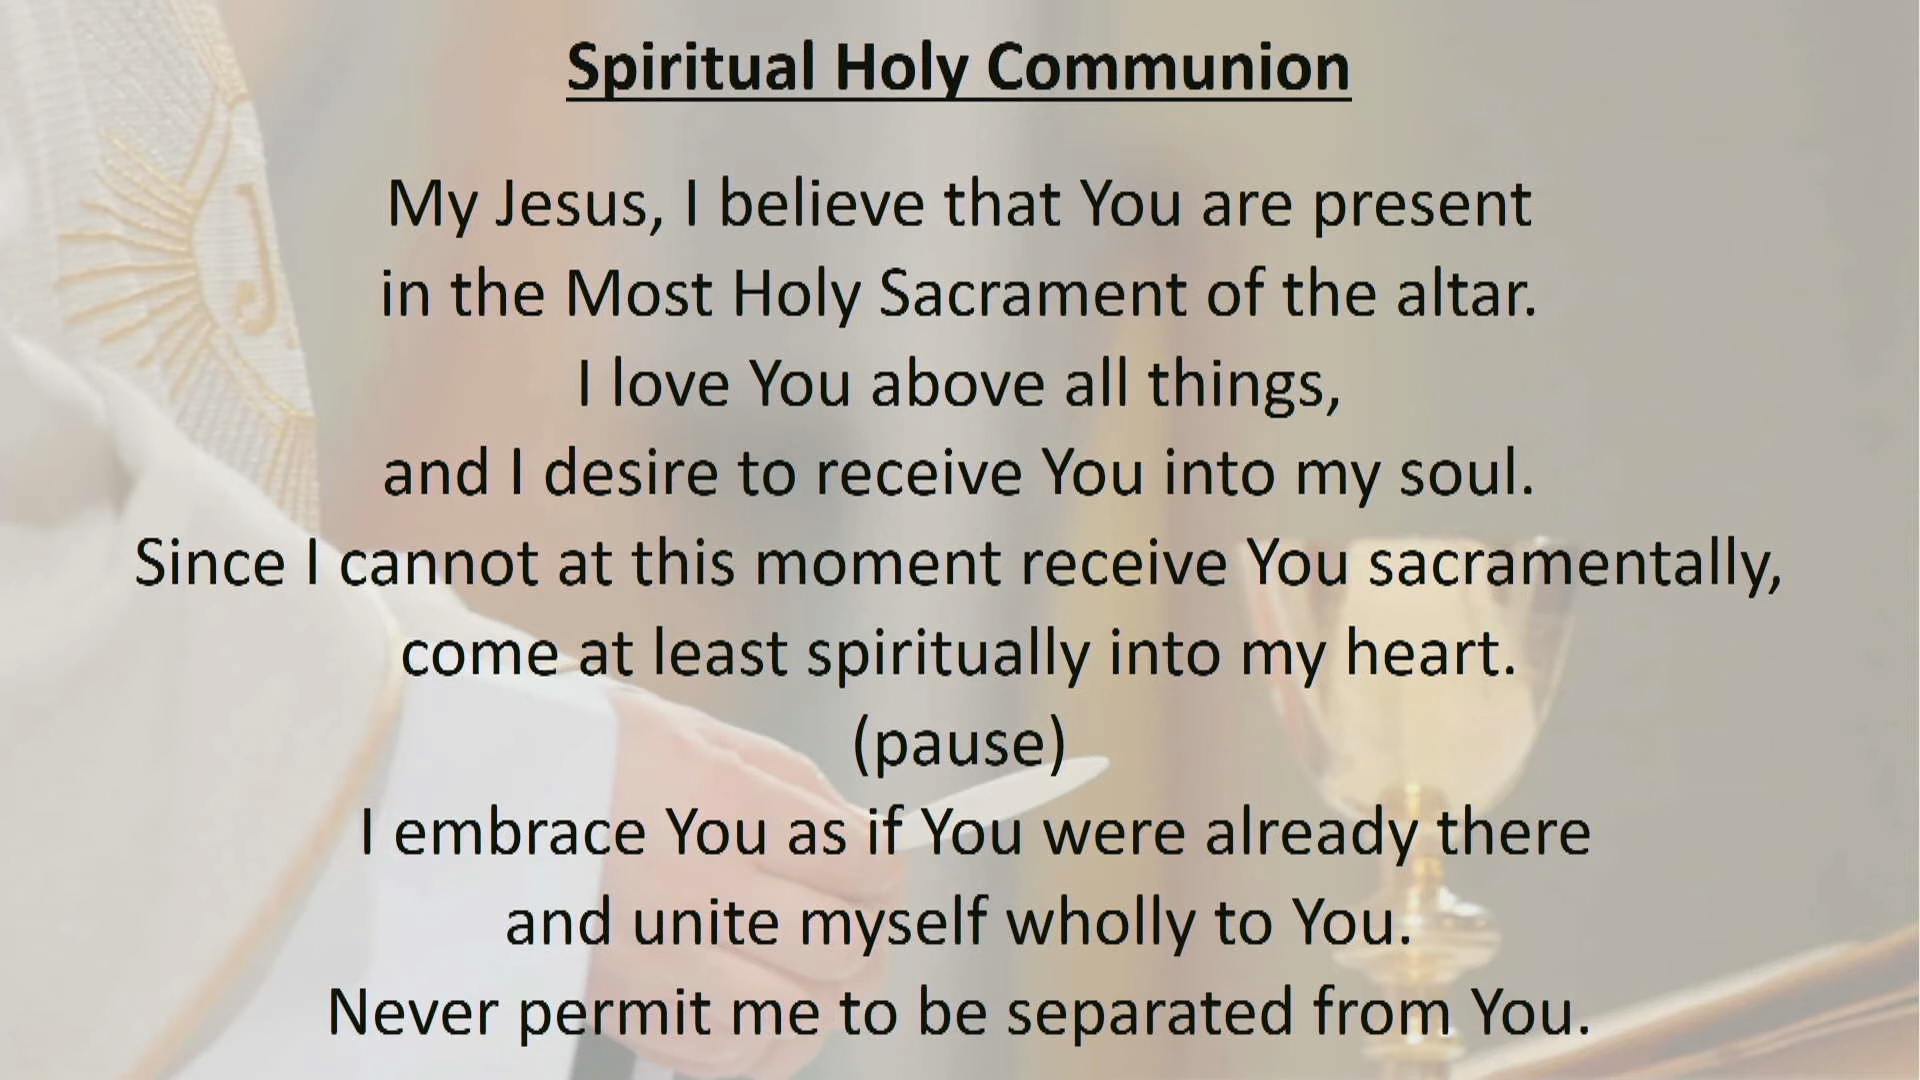 Spiritual Holy Communion
My Jesus, I believe that You are present
in the Most Holy Sacrament of the altar.
I love You above all things,
and I desire to receive You into my soul.
Since I cannot at this moment receive You sacramentally,
come at least spiritually into my heart.
(pause)
I embrace You as if You were already there
and unite myself wholly to You.
Never permit me to be separated from You.